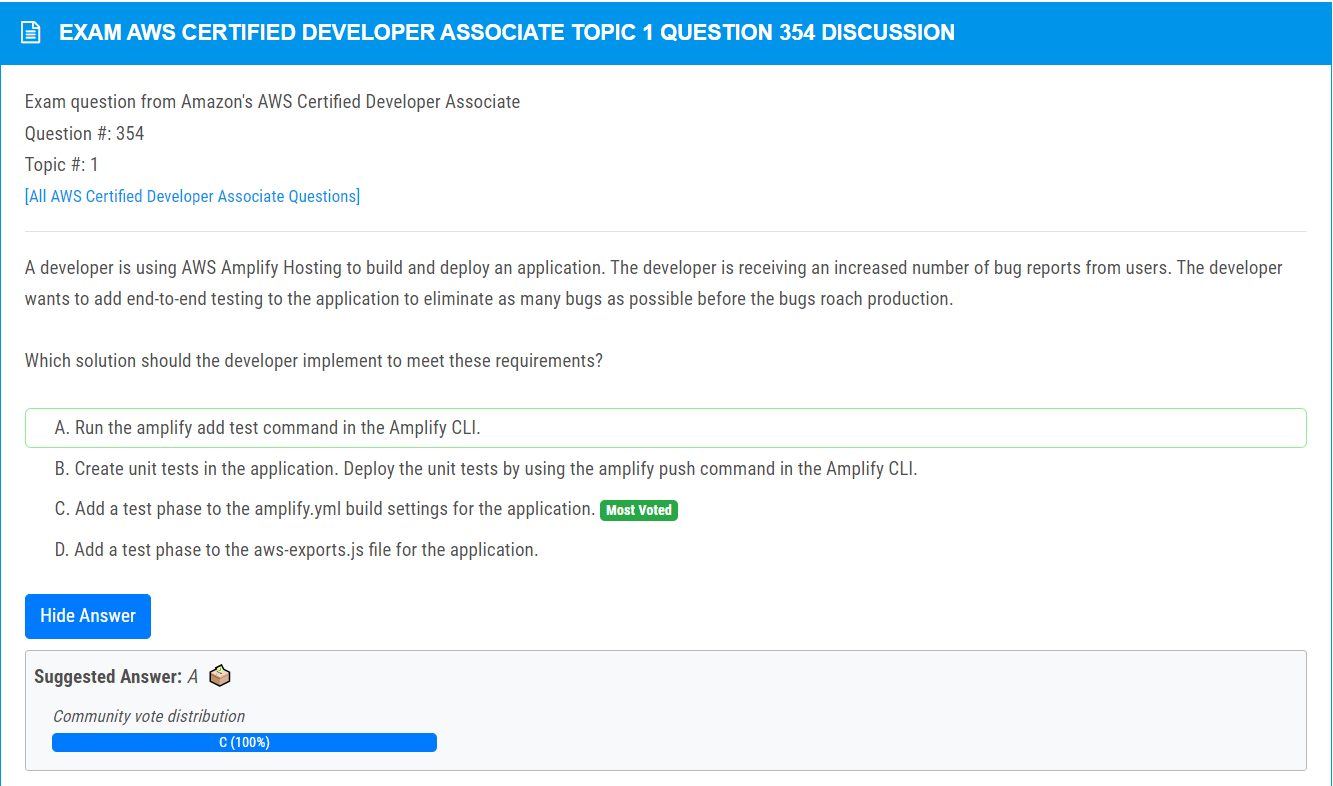 EXAM AWS CERTIFIED DEVELOPER ASSOCIATE TOPIC 1 QUESTION 354 DISCUSSION
Exam question from Amazon's AWS Certified Developer Associate
Question #: 354
Topic #: 1
[All AWS Certified Developer Associate Questions]
A developer is using AWS Amplify Hosting to build and deploy an application. The developer is receiving an increased number of bug reports from users. The developer
wants to add end-to-end testing to the application to eliminate as many bugs as possible before the bugs roach production.
Which solution should the developer implement to meet these requirements?
A. Run the amplify add test command in the Amplify CLI.
B. Create unit tests in the application. Deploy the unit tests by using the amplify push command in the Amplify CLI.
C. Add a test phase to the amplify.yml build settings for the application. Most Voted
D. Add a test phase to the aws-exports.js file for the application.
Hide Answer
Suggested Answer: A
Community vote distribution
C (100%)